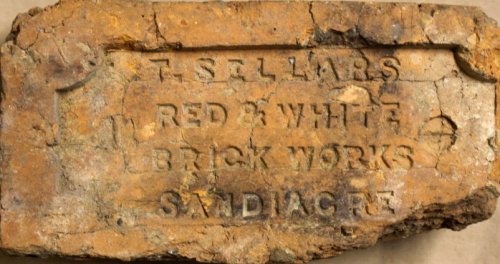 T. SELLARS
RED & WHITE
BRICK WORKS
SANDIACRE